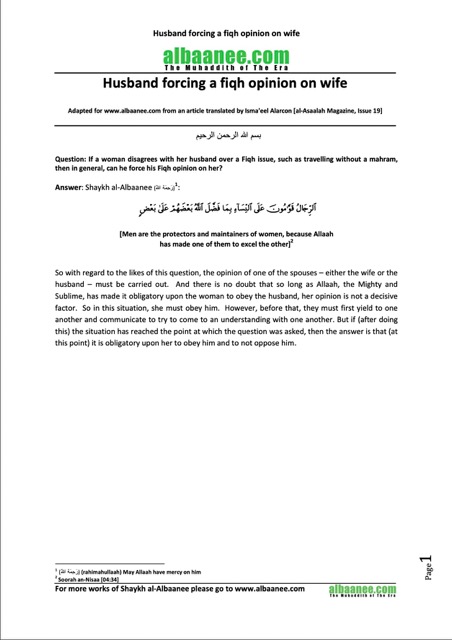 Husband forcing a fiqh opinion on wife
albaanee.com
The Muhaddith of The Era
Husband forcing a fiqh opinion on wife
Adapted for www.albaanee.com from an article translated by Isma'eel Alarcon [al-Asaalah Magazine, Issue 19]
بسم الله الرحمن الرحيم
Question: If a woman disagrees with her husband over a Fiqh issue, such as travelling without a mahram,
then in general, can he force his Fiqh opinion on her?
Answer: Shaykh al-Albaanee (رَحِمَهُ اللهُ)1:
ٱلرِّجَالُ قَوَّٰمُونَ عَلَى ٱلنِّسَآءِ بِمَا فَضَّلَ ٱللَّهُ بَعْضَهُمْ عَلَىٰ بَعْضٍ
[Men are the protectors and maintainers of women, because Allaah
has made one of them to excel the other]2
So with regard to the likes of this question, the opinion of one of the spouses – either the wife or the
husband – must be carried out. And there is no doubt that so long as Allaah, the Mighty and
Sublime, has made it obligatory upon the woman to obey the husband, her opinion is not a decisive
factor. So in this situation, she must obey him. However, before that, they must first yield to one
another and communicate to try to come to an understanding with one another. But if (after doing
this) the situation has reached the point at which the question was asked, then the answer is that (at
this point) it is obligatory upon her to obey him and to not oppose him.
1 (رَحِمَهُ اللهُ) (rahimahullaah) May Allaah have mercy on him
2 Soorah an-Nisaa [04:34]
For more works of Shaykh al-Albaanee please go to www.albaanee.com
albaanee.com
The Muhaddith of The Era
Page 1